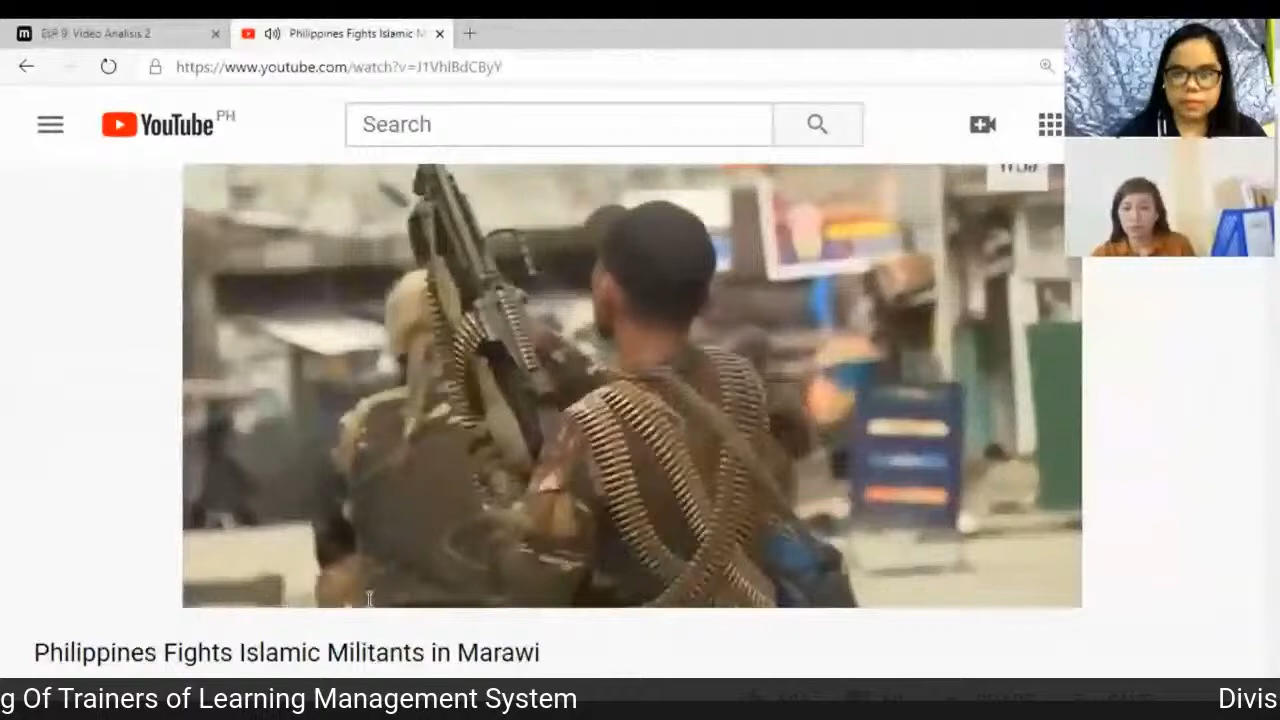 EsP 9 Video Analisis 2
Philippines Fights Islamic M
https://www.youtube.com/watch?v=J1VhIBdCByY
YouTube PH
Search
Philippines Fights Islamic Militants in Marawi
g Of Trainers of Learning Management System
Divis